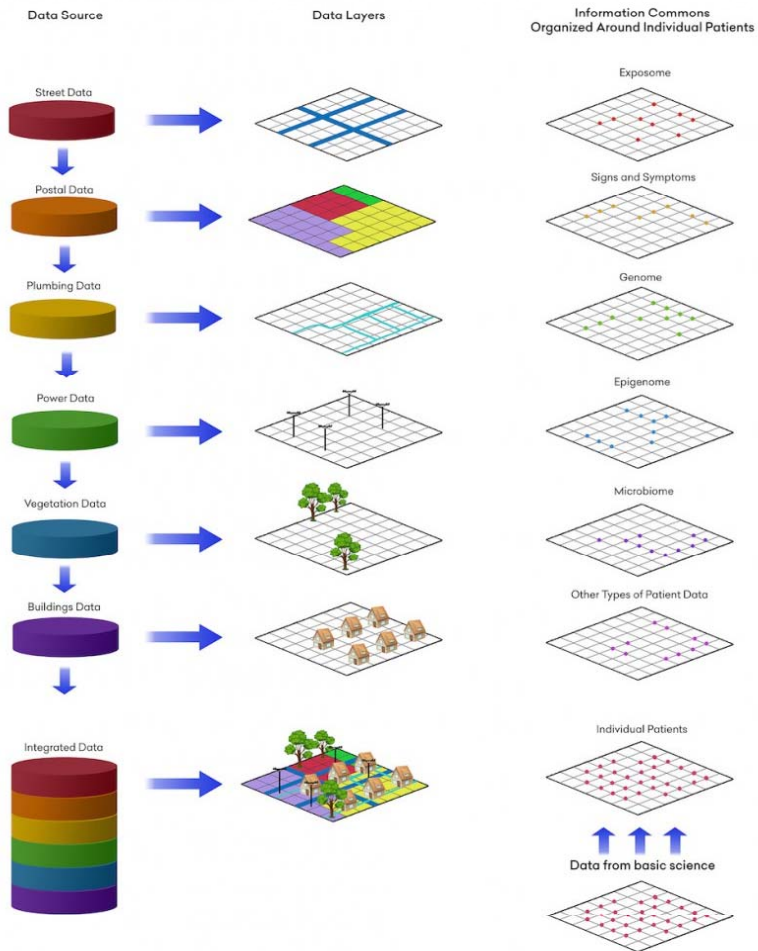 Data Source
Data Layers
Information Commons
Organized Around Individual Patients
Street Data
Exposome
Postal Data
Signs and Symptoms
Plumbing Data
Genome
Power Data
Epigenome
Vegetation Data
Microbiome
Buildings Data
Other Types of Patient Data
Integrated Data
Individual Patients
Data from basic science